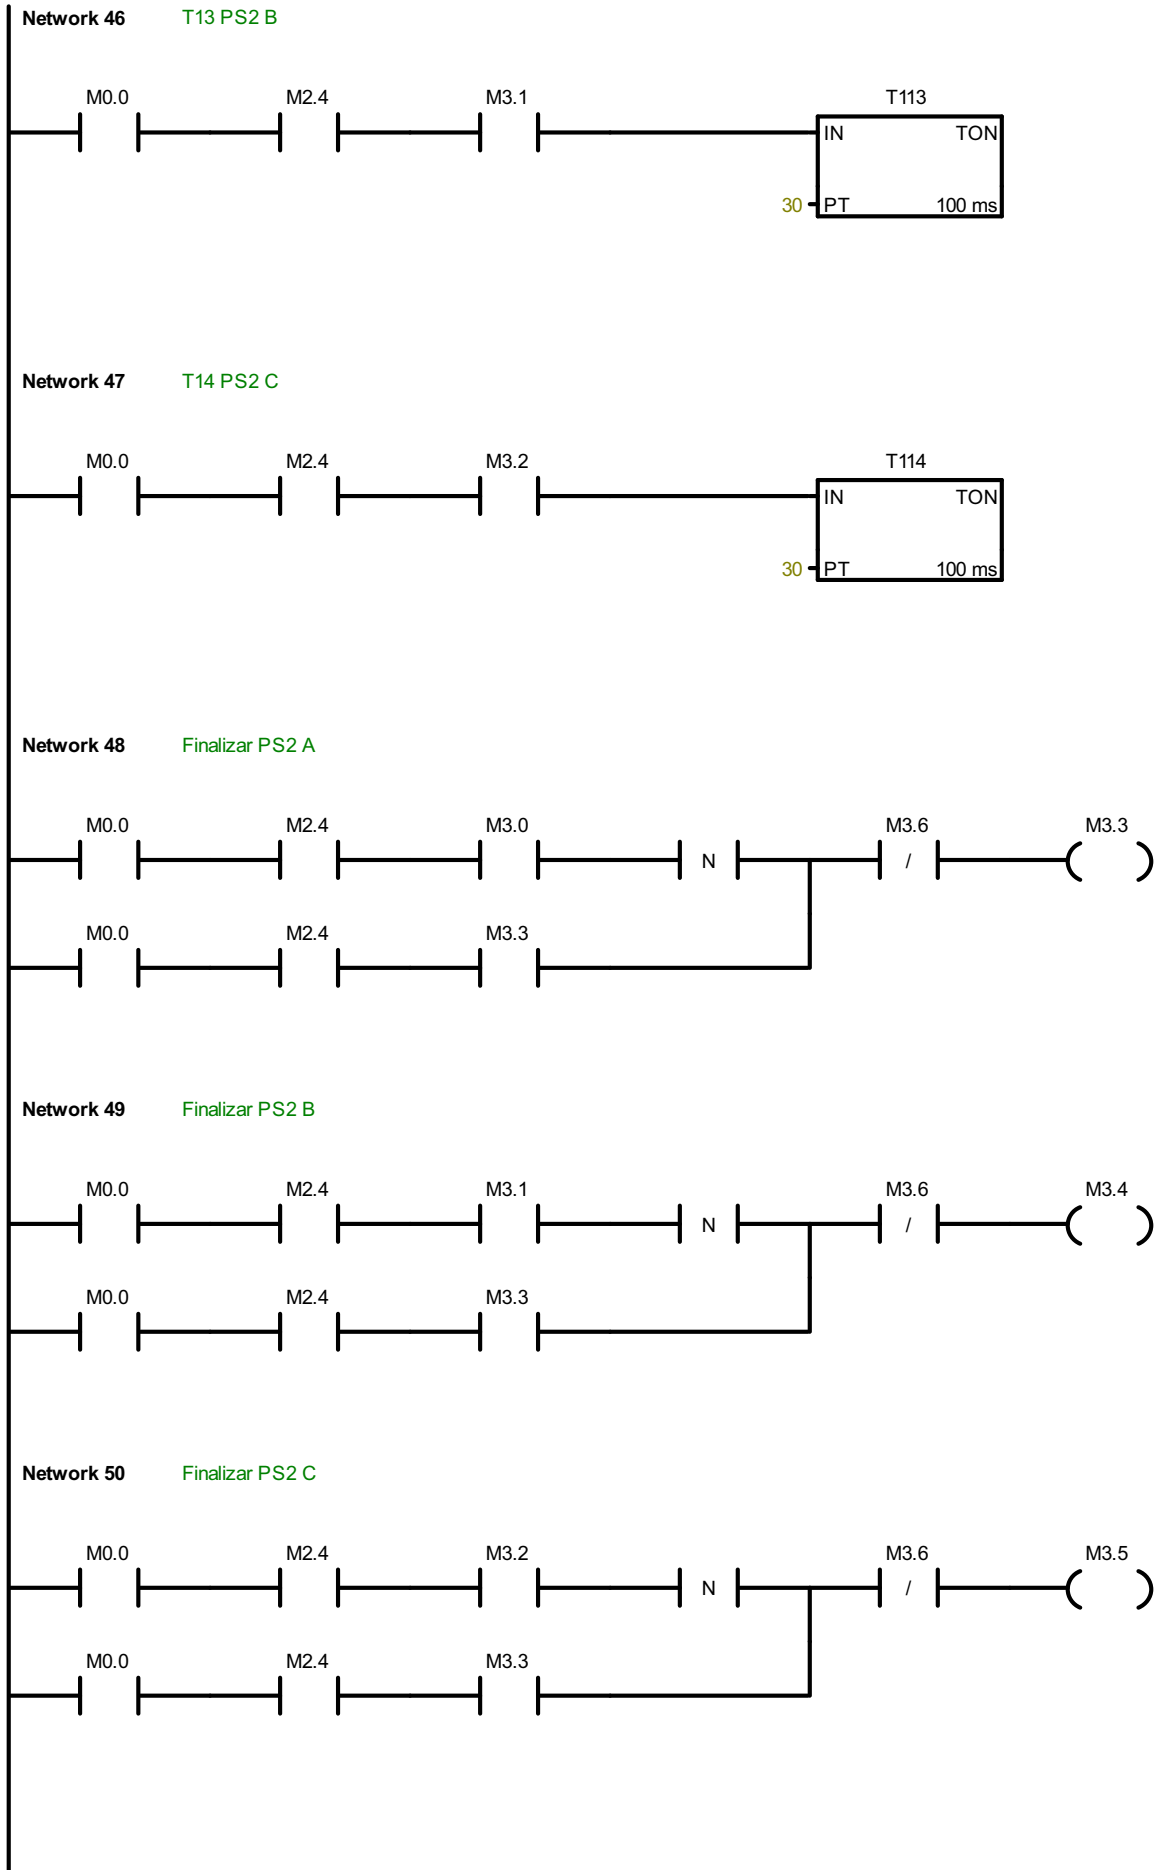 Network 46 T13 PS2 B
M0.0 M2.4 M3.1 T113
IN TON
30 PT 100 ms
Network 47 T14 PS2 C
M0.0 M2.4 M3.2 T114
IN TON
30 PT 100 ms
Network 48 Finalizar PS2 A
M0.0 M2.4 M3.0 M3.6 M3.3
N /
M0.0 M2.4 M3.3
Network 49 Finalizar PS2 B
M0.0 M2.4 M3.1 M3.6 M3.4
N /
M0.0 M2.4 M3.3
Network 50 Finalizar PS2 C
M0.0 M2.4 M3.2 M3.6 M3.5
N /
M0.0 M2.4 M3.3